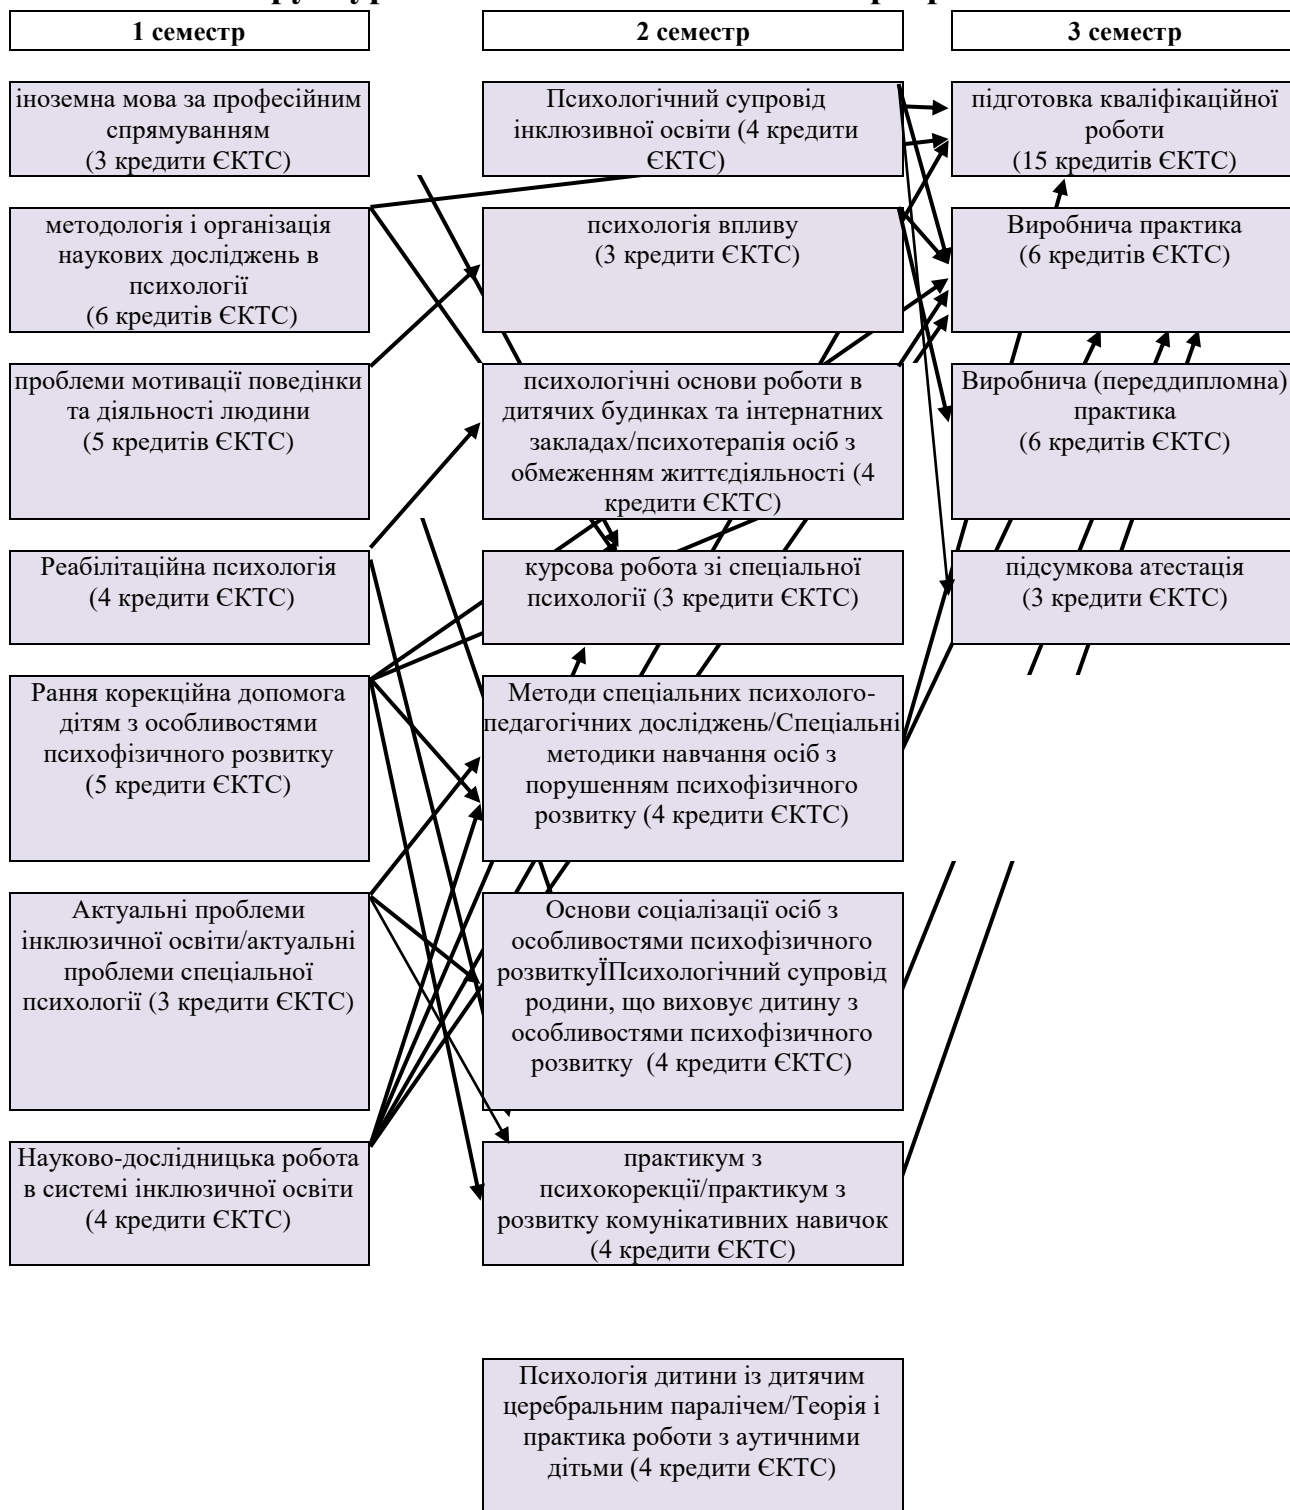 1 семестр
2 семестр
3 семестр
іноземна мова за професійним
спрямуванням
(3 кредити ЄКТС)
методологія і організація
наукових досліджень в
психології
(6 кредитів ЄКТС)
проблеми мотивації поведінки
та діяльності людини
(5 кредитів ЄКТС)
Реабілітаційна психологія
(4 кредити ЄКТС)
Рання корекційна допомога
дітям з особливостями
психофізичного розвитку
(5 кредити ЄКТС)
Актуальні проблеми
інклюзичної освіти/актуальні
проблеми спеціальної
психології (3 кредити ЄКТС)
Науково-дослідницька робота
в системі інклюзичної освіти
(4 кредити ЄКТС)
Психологічний супровід
інклюзивної освіти (4 кредити
ЄКТС)
психологія впливу
(3 кредити ЄКТС)
психологічні основи роботи в
дитячих будинках та інтернатних
закладах/психотерапія осіб з
обмеженням життєдіяльності (4
кредити ЄКТС)
курсова робота зі спеціальної
психології (3 кредити ЄКТС)
Методи спеціальних психолого-
педагогічних досліджень/Спеціальні
методики навчання осіб з
порушенням психофізичного
розвитку (4 кредити ЄКТС)
Основи соціалізації осіб з
особливостями психофізичного
розвиткуЇПсихологічний супровід
родини, що виховує дитину з
особливостями психофізичного
розвитку (4 кредити ЄКТС)
практикум з
психокорекції/практикум з
розвитку комунікативних навичок
(4 кредити ЄКТС)
Психологія дитини із дитячим
церебральним паралічем/Теорія і
практика роботи з аутичними
дітьми (4 кредити ЄКТС)
підготовка кваліфікаційної
роботи
(15 кредитів ЄКТС)
Виробнича практика
(6 кредитів ЄКТС)
Виробнича (переддипломна)
практика
(6 кредитів ЄКТС)
підсумкова атестація
(3 кредити ЄКТС)